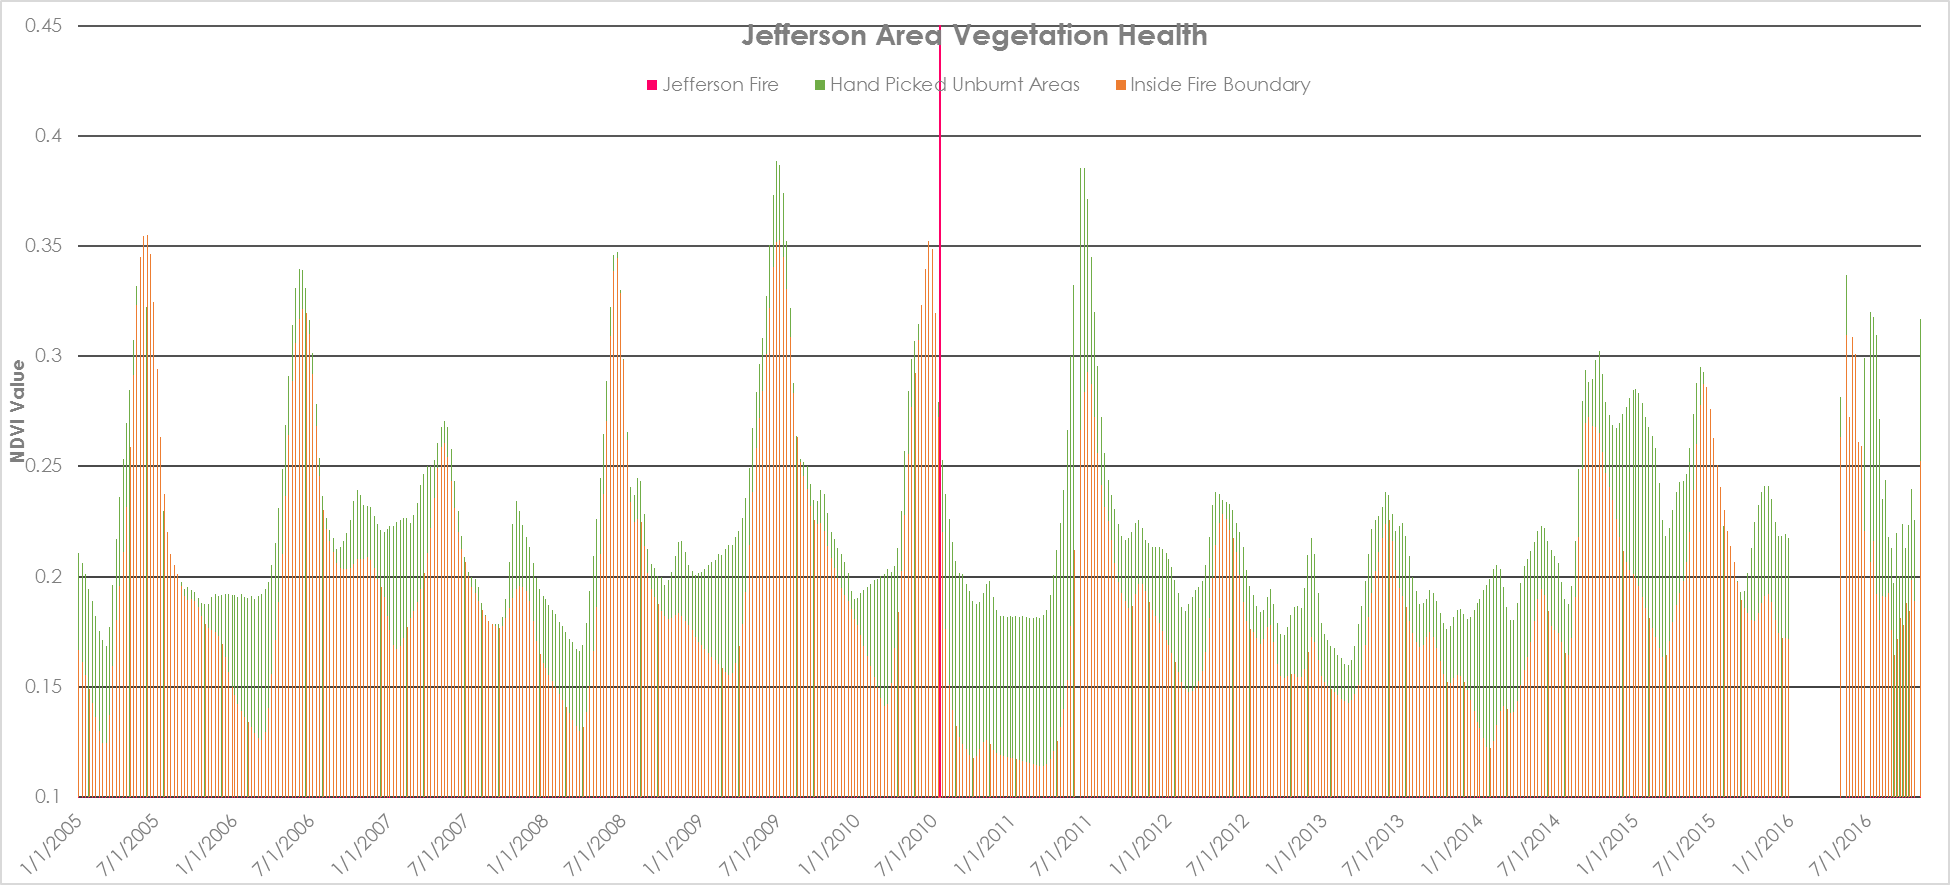 Jefferson Area Vegetation Health
Jefferson Fire Hand Picked Unburnt Areas Inside Fire Boundary
NDVI Value
0.45
0.4
0.35
0.3
0.25
0.2
0.15
0.1
1/1/2005 7/1/2005 1/1/2006 7/1/2006 1/1/2007 7/1/2007 1/1/2008 7/1/2008 1/1/2009 7/1/2009 1/1/2010 7/1/2010 1/1/2011 7/1/2011 1/1/2012 7/1/2012 1/1/2013 7/1/2013 1/1/2014 7/1/2014 1/1/2015 7/1/2015 1/1/2016 7/1/2016